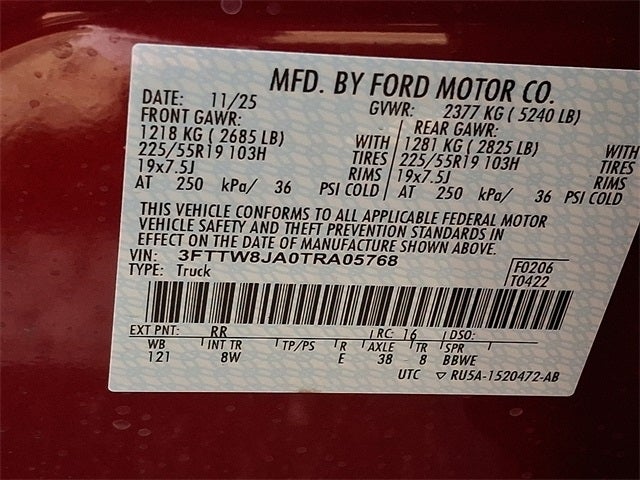 MFD. BY FORD MOTOR CO.
DATE: 11/25 GVWR: 2377 KG ( 5240 LB)
FRONT GAWR: REAR GAWR:
1218 KG ( 2685 LB) WITH 1281 KG ( 2825 LB) WITH
225/55R19 103H TIRES 225/55R19 103H TIRES
19x7.5J RIMS 19x7.5J RIMS
AT 250 kPa/ 36 PSI COLD AT 250 kPa/ 36 PSI COLD
THIS VEHICLE CONFORMS TO ALL APPLICABLE FEDERAL MOTOR
VEHICLE SAFETY AND THEFT PREVENTION STANDARDS IN
EFFECT ON THE DATE OF MANUFACTURE SHOWN ABOVE.
VIN: 3FTTW8JA0TRA05768 F0206
TYPE: Truck T0422
EXT PNT: RR RC: 16 DSO:
WB INT TR TP/PS R AXLE TR SPR
121 8W E 38 8 BBWE
UTC ▽ RU5A-1520472-AB